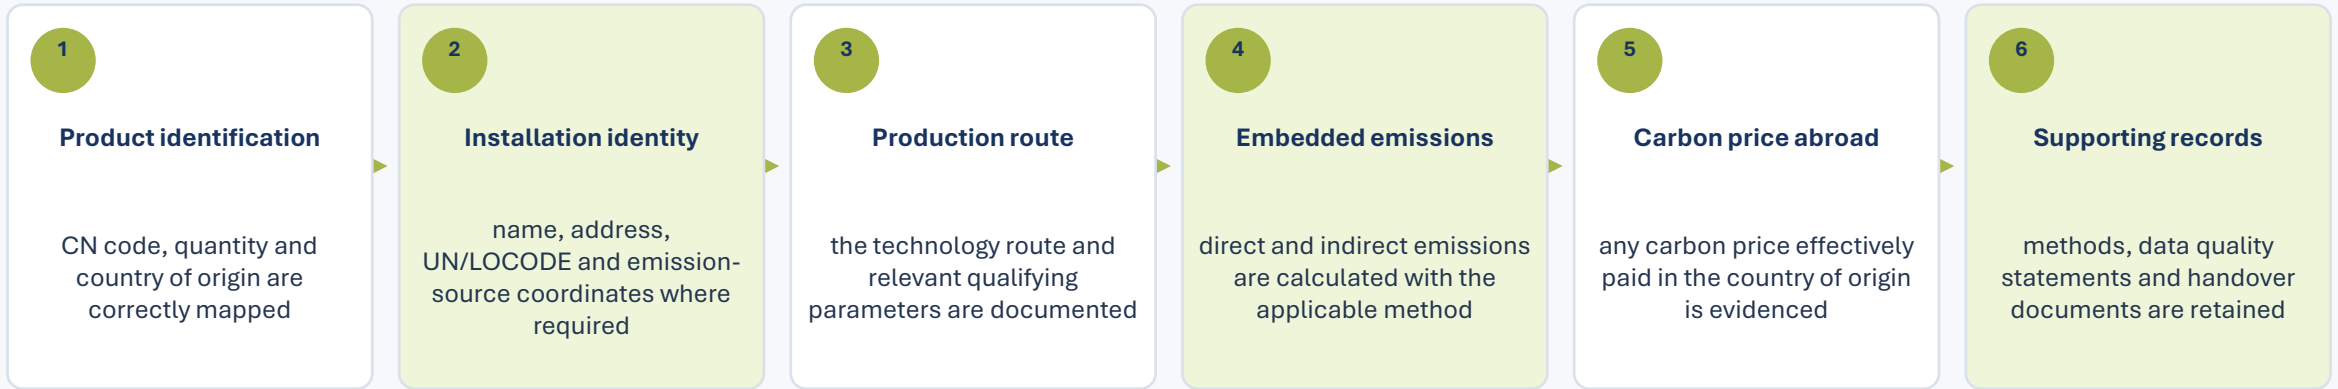 1
Product identification
CN code, quantity and
country of origin are
correctly mapped
2
Installation identity
name, address,
UN/LOCODE and emission-
source coordinates where
required
3
Production route
the technology route and
relevant qualifying
parameters are documented
4
Embedded emissions
direct and indirect emissions
are calculated with the
applicable method
5
Carbon price abroad
any carbon price effectively
paid in the country of origin
is evidenced
6
Supporting records
methods, data quality
statements and handover
documents are retained